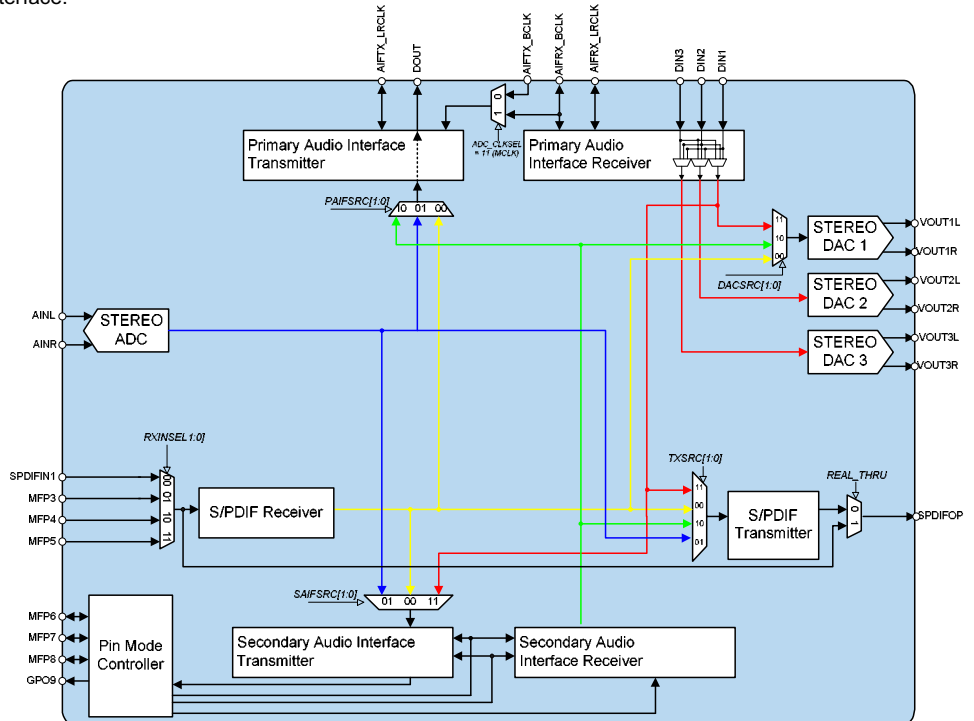 terface.
AIFTX_LRCLK
DOUT
AIFTX_BCLK
AIFRX_BCLK
AIFRX_LRCLK
DIN3
DIN2
DIN1
1 0
ADC_CLKSEL
= 11 (MCLK)
Primary Audio Interface
Transmitter
Primary Audio
Interface Receiver
PAIFSRC[1:0]
10 01 00
11
10
00
DACSRC[1:0]
STEREO
DAC 1
VOUT1L
VOUT1R
STEREO
DAC 2
VOUT2L
VOUT2R
STEREO
DAC 3
VOUT3L
VOUT3R
AINL
AINR
STEREO
ADC
RXINSEL1:0]
SPDIFIN1
MFP3
MFP4
MFP5
00
01
10
11
S/PDIF Receiver
TXSRC[1:0]
11
00
10
01
S/PDIF
Transmitter
REAL_THRU
0
1
SPDIFOP
SAIFSRC[1:0]
01 00 11
MFP6
MFP7
MFP8
GPO9
Pin Mode
Controller
Secondary Audio Interface
Transmitter
Secondary Audio
Interface Receiver